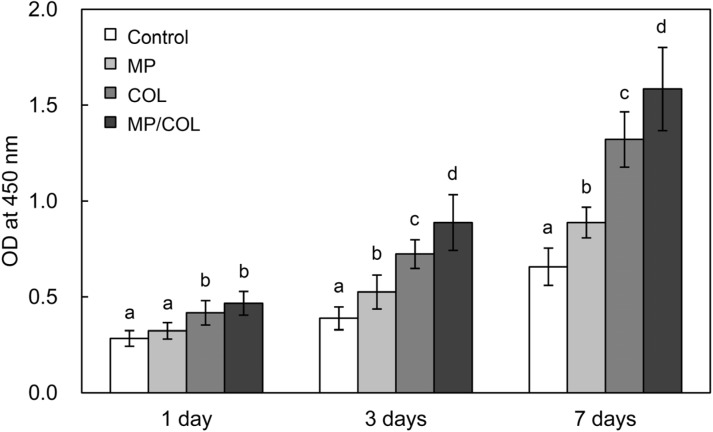 2.0
Control
MP
COL
MP/COL
1.5
1.0
0.5
0.0
OD at 450 nm
a a b b
a b c d
a b c d
1 day 3 days 7 days